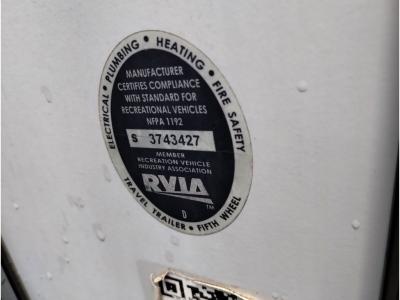 ELECTRICAL • PLUMBING • HEATING • FIRE SAFETY
MANUFACTURER
CERTIFIES COMPLIANCE
WITH STANDARD FOR
RECREATIONAL VEHICLES
NFPA 1192
S 3743427
MEMBER
RECREATION VEHICLE
INDUSTRY ASSOCIATION
RVIA
TM
D
TRAVEL TRAILER • FIFTH WHEEL